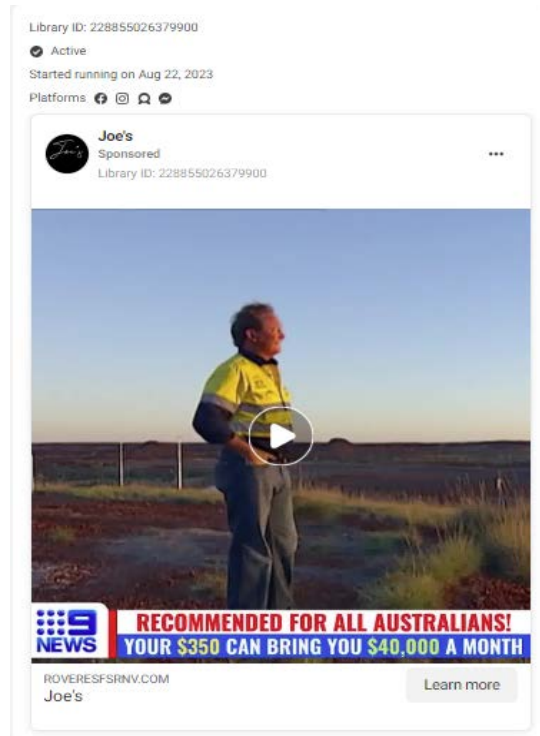 Library ID: 228855026379900
Active
Started running on Aug 22, 2023
Platforms
Joe's
Joe's
Sponsored
Library ID: 228855026379900
9
NEWS
RECOMMENDED FOR ALL AUSTRALIANS!
YOUR $350 CAN BRING YOU $40,000 A MONTH
ROVERESFSRNV.COM
Joe's
Learn more